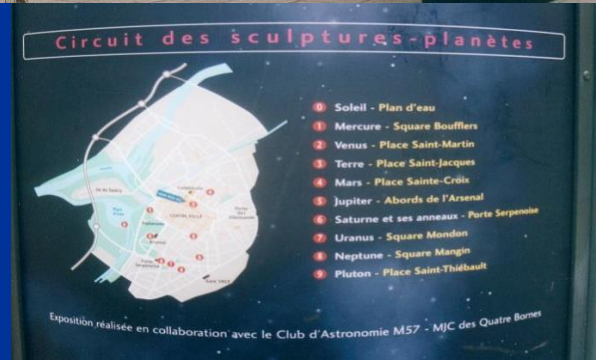 Circuit des sculptures-planètes
0 Soleil - Plan d'eau
1 Mercure - Square Boufflers
2 Venus - Place Saint-Martin
3 Terre - Place Saint-Jacques
4 Mars - Place Sainte-Croix
5 Jupiter - Abords de l'Arsenal
6 Saturne et ses anneaux - Porte Serpenoise
7 Uranus - Square Mondon
8 Neptune - Square Mangin
9 Pluton - Place Saint-Thiébault
CENTRE VILLE
Exposition réalisée en collaboration avec le Club d'Astronomie M57 - MJC des Quatre Bornes